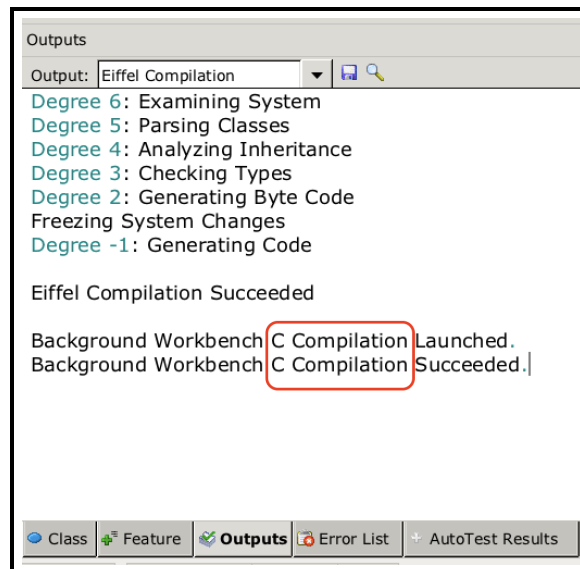 Outputs
Output: Eiffel Compilation
Degree 6: Examining System
Degree 5: Parsing Classes
Degree 4: Analyzing Inheritance
Degree 3: Checking Types
Degree 2: Generating Byte Code
Freezing System Changes
Degree -1: Generating Code
Eiffel Compilation Succeeded
Background Workbench C Compilation Launched.
Background Workbench C Compilation Succeeded.
Class Feature Outputs Error List AutoTest Results